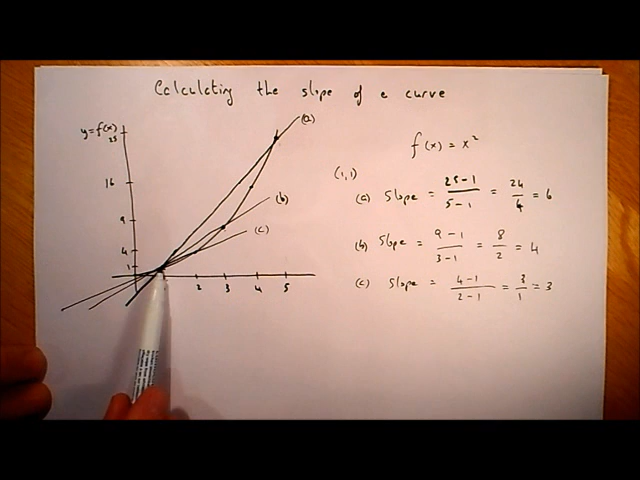 Calculating the slope of a curve
y=f(x)
25
16
9
4
1
2 3 4 5
(a)
(b)
(c)
f(x) = x²
(1,1)
(a) Slope = 25-1/5-1 = 24/4 = 6
(b) Slope = 9-1/3-1 = 8/2 = 4
(c) Slope = 4-1/2-1 = 3/1 = 3